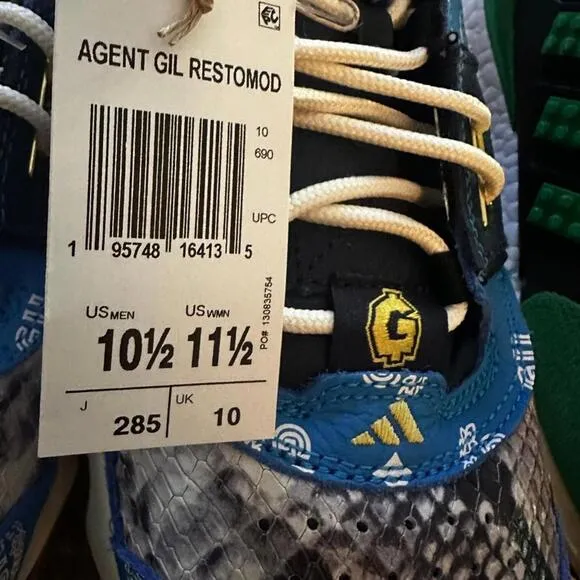 AGENT GIL RESTOMOD
10
690
UPC
1 95748 16413 5
PO# 130835754
US MEN US WMN
10½ 11½
J UK
285 10
G